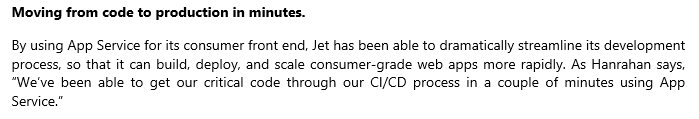 Moving from code to production in minutes.
By using App Service for its consumer front end, Jet has been able to dramatically streamline its development
process, so that it can build, deploy, and scale consumer-grade web apps more rapidly. As Hanrahan says,
“We’ve been able to get our critical code through our CI/CD process in a couple of minutes using App
Service.”